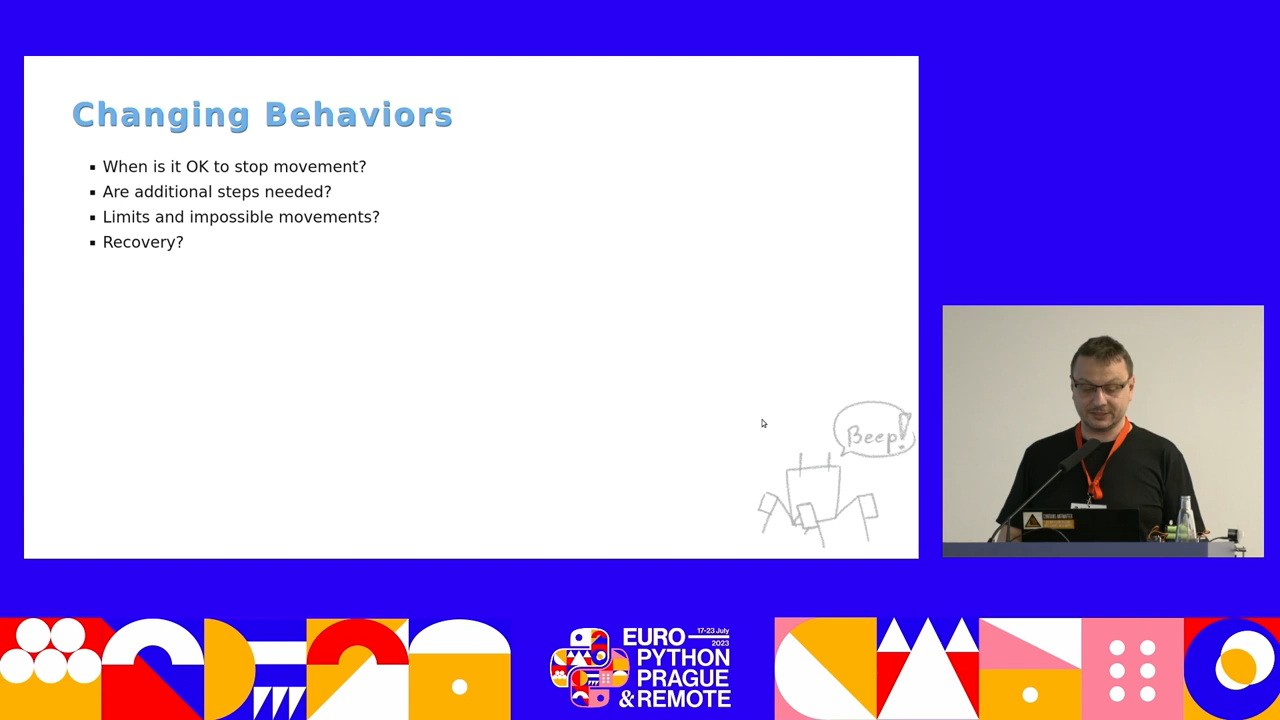 Changing Behaviors
When is it OK to stop movement?
Are additional steps needed?
Limits and impossible movements?
Recovery?
Beep!
EURO
17-23 July
2023
PYTHON
PRAGUE
& REMOTE